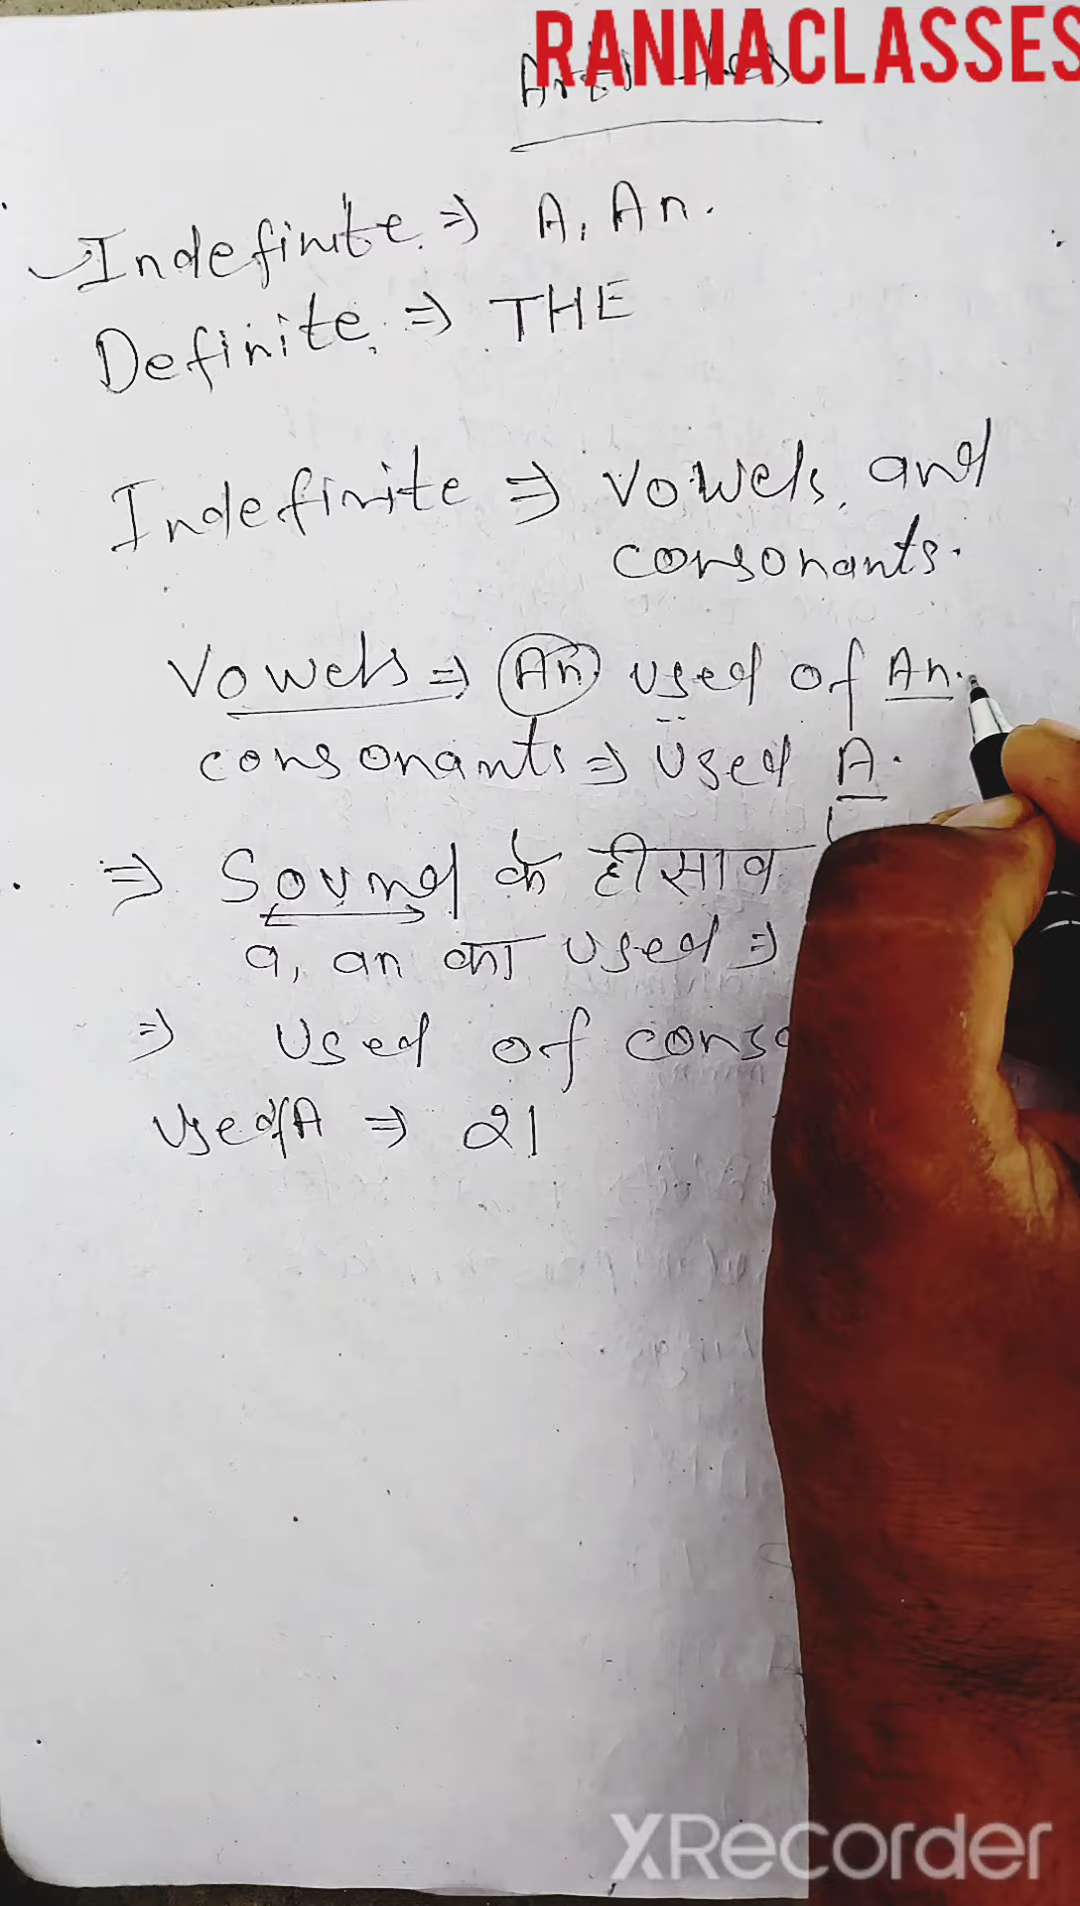 RANNACLASSES
Indefinite ⇒ A, An.
Definite ⇒ THE
Indefinite ⇒ Vowels, and
consonants.
Vowels ⇒ An used of An.
consonants ⇒ used A.
⇒ Sound के हीसाव
a, an का used ⇒
⇒ used of conso
used A ⇒ 21
XRecorder